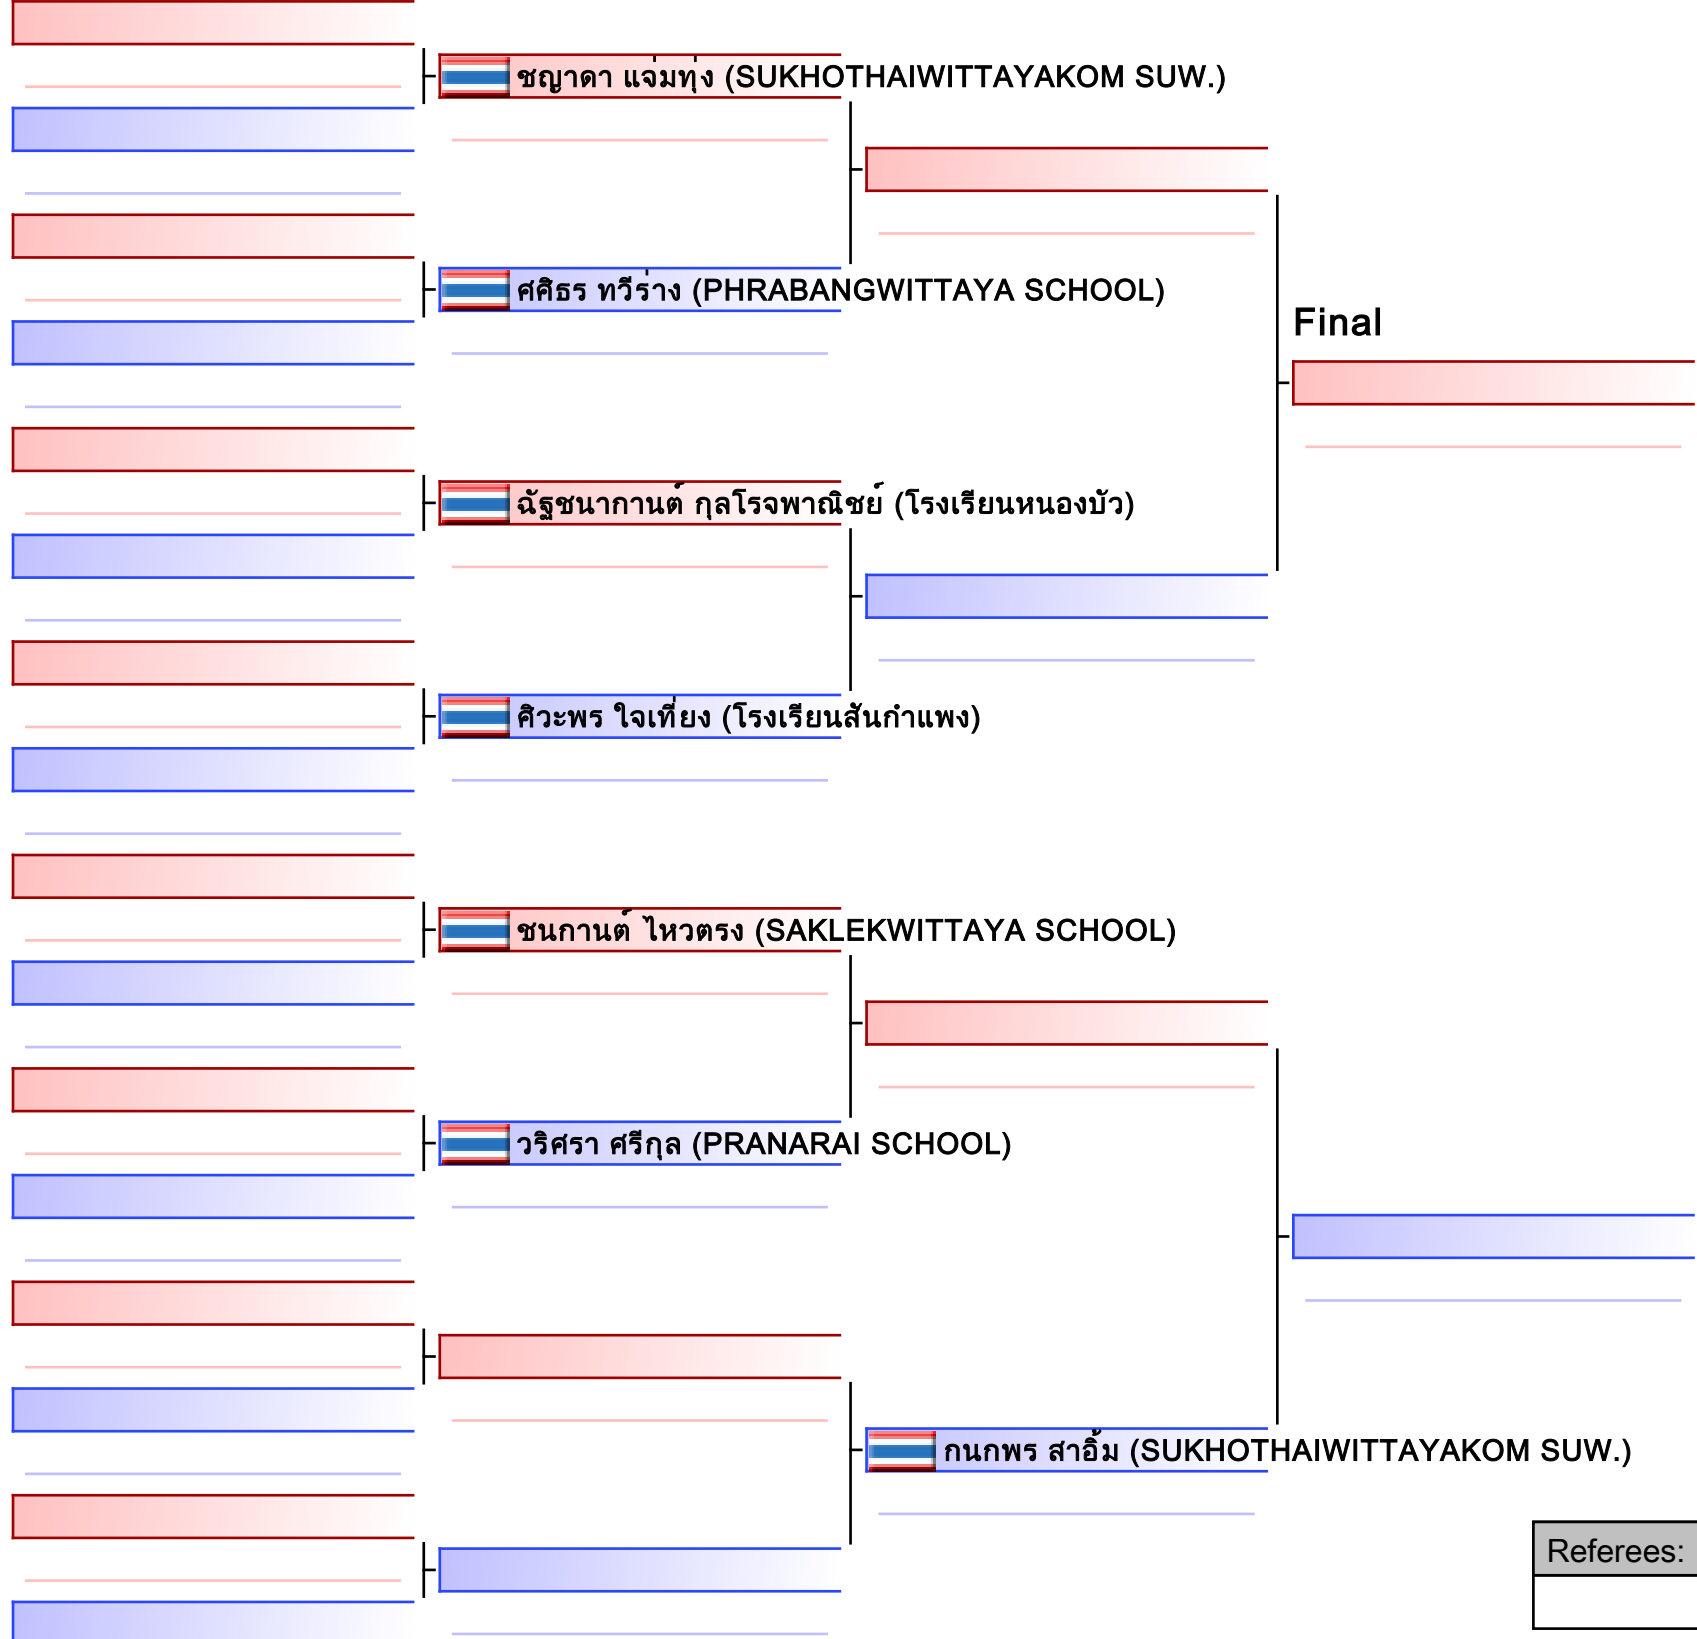 ชญาดา แจ่มทุ่ง (SUKHOTHAIWITTAYAKOM SUW.)
ศศิธร ทวีร่าง (PHRABANGWITTAYA SCHOOL)
Final
ฉัฐชนากานต์ กุลโรจพาณิชย์ (โรงเรียนหนองบัว)
ศิวะพร ใจเที่ยง (โรงเรียนสันกำแพง)
ชนกานต์ ไหวตรง (SAKLEKWITTAYA SCHOOL)
วริศรา ศรีกุล (PRANARAI SCHOOL)
กนกพร สาอิ้ม (SUKHOTHAIWITTAYAKOM SUW.)
Referees: